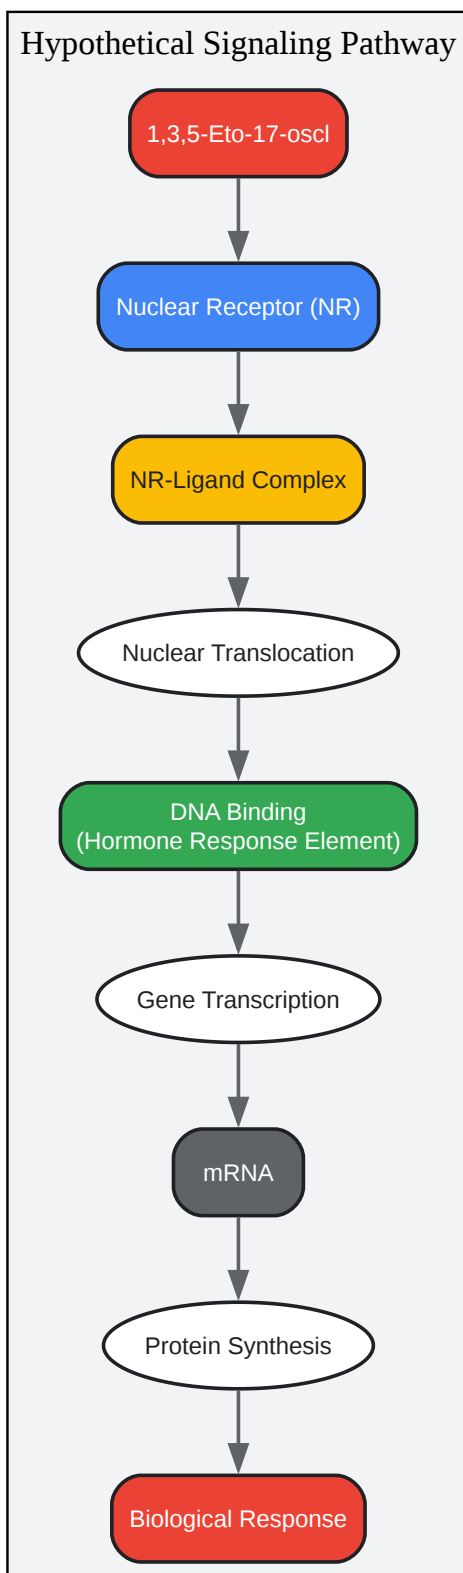 Hypothetical Signaling Pathway
1,3,5-Eto-17-oscl
Nuclear Receptor (NR)
NR-Ligand Complex
Nuclear Translocation
DNA Binding
(Hormone Response Element)
Gene Transcription
mRNA
Protein Synthesis
Biological Response